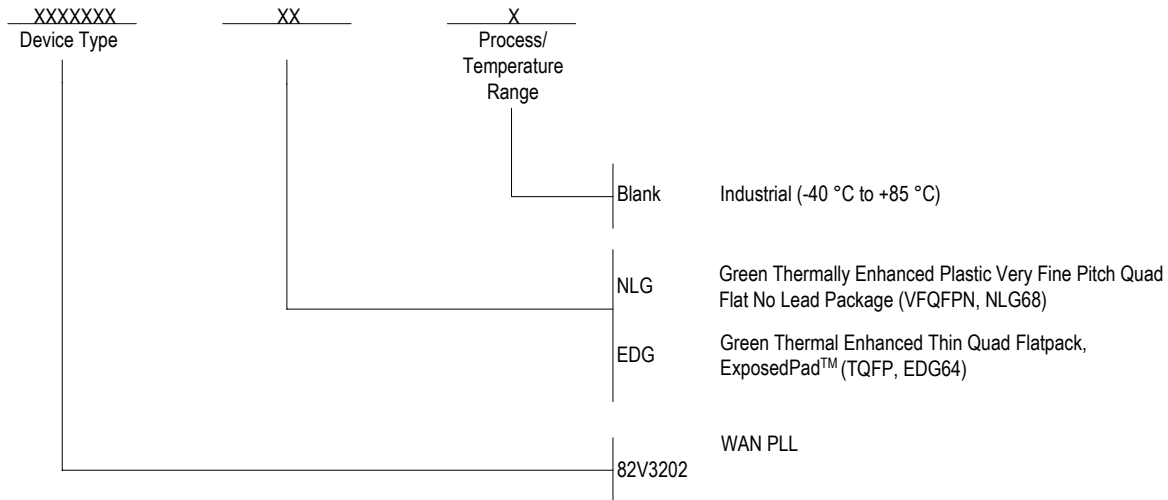 XXXXXXX XX X
Device Type
Process/
Temperature
Range
Blank Industrial (-40 °C to +85 °C)
NLG Green Thermally Enhanced Plastic Very Fine Pitch Quad
Flat No Lead Package (VFQFPN, NLG68)
EDG Green Thermal Enhanced Thin Quad Flatpack,
ExposedPad™ (TQFP, EDG64)
WAN PLL
82V3202